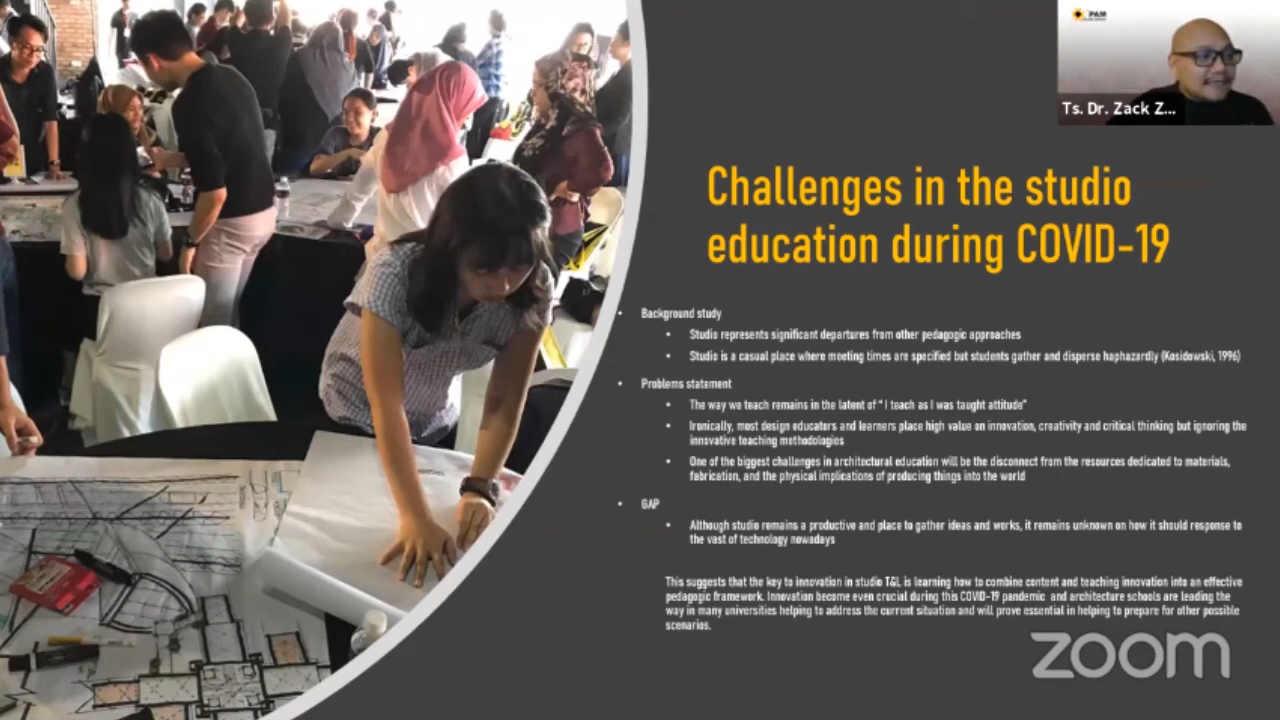 PAM
Ts. Dr. Zack Z...
Challenges in the studio
education during COVID-19
• Background study
• Studio represents significant departures from other pedagogic approaches
• Studio is a casual place where meeting times are specified but students gather and disperse haphazardly (Kosidowski, 1996)
• Problems statement
• The way we teach remains in the latent of " I teach as I was taught attitude"
• Ironically, most design educators and learners place high value on innovation, creativity and critical thinking but ignoring the
innovative teaching methodologies
• One of the biggest challenges in architectural education will be the disconnect from the resources dedicated to materials,
fabrication, and the physical implications of producing things into the world
• GAP
• Although studio remains a productive and place to gather ideas and works, it remains unknown on how it should response to
the vast of technology nowadays
This suggests that the key to innovation in studio T&L is learning how to combine content and teaching innovation into an effective
pedagogic framework. Innovation become even crucial during this COVID-19 pandemic and architecture schools are leading the
way in many universities helping to address the current situation and will prove essential in helping to prepare for other possible
scenarios.
zoom